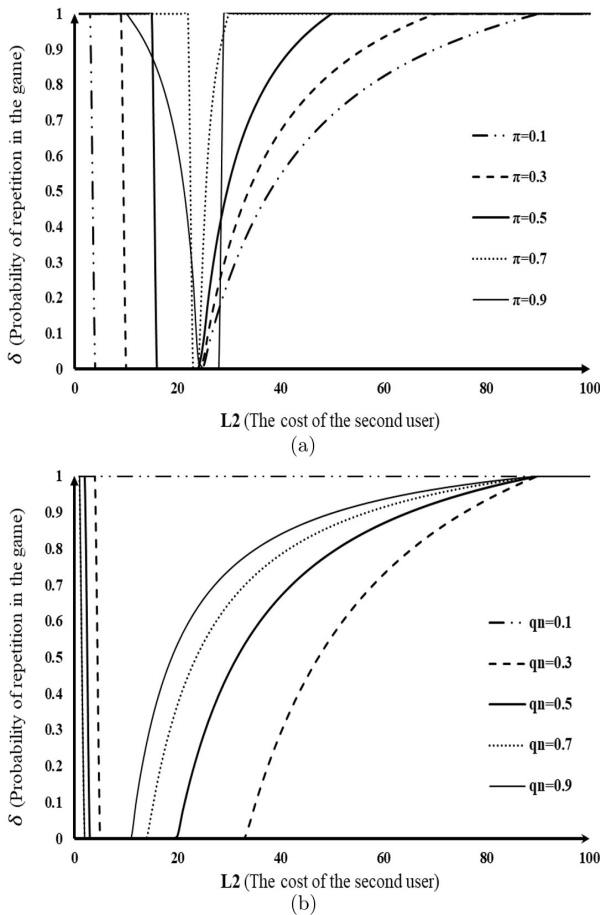 1
0.9
0.8
0.7
0.6
0.5
0.4
0.3
0.2
0.1
0
δ (Probability of repetition in the game)
π=0.1
π=0.3
π=0.5
π=0.7
π=0.9
0 20 40 60 80 100
L2 (The cost of the second user)
(a)
1
0.9
0.8
0.7
0.6
0.5
0.4
0.3
0.2
0.1
0
δ (Probability of repetition in the game)
qn=0.1
qn=0.3
qn=0.5
qn=0.7
qn=0.9
0 20 40 60 80 100
L2 (The cost of the second user)
(b)